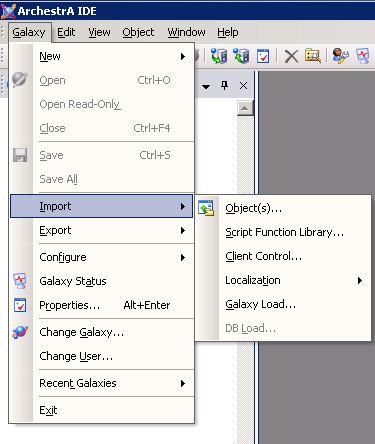 ArchestrA IDE
Galaxy Edit View Object Window Help
New
Open Ctrl+O
Open Read-Only
Close Ctrl+F4
Save Ctrl+S
Save All
Import
Export
Configure
Galaxy Status
Properties... Alt+Enter
Change Galaxy...
Change User...
Recent Galaxies
Exit
Object(s)...
Script Function Library...
Client Control...
Localization
Galaxy Load...
DB Load...